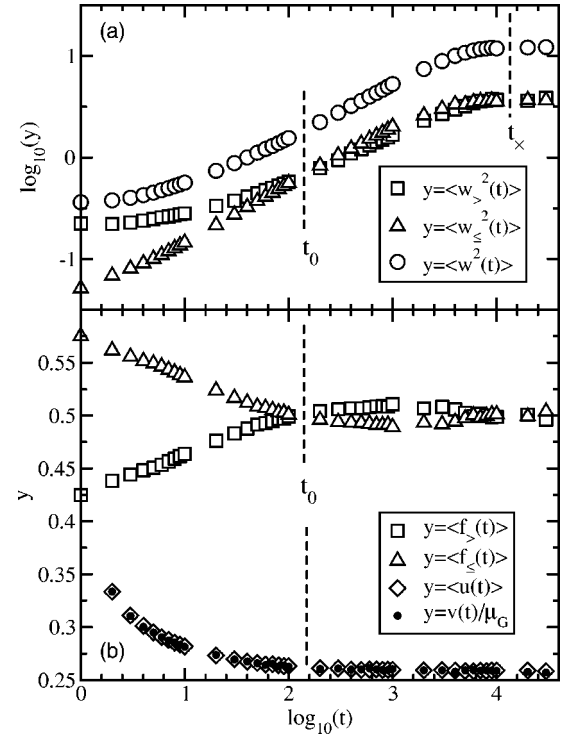 (a)
1
0
-1
log₁₀(y)
t₀
t×
y=<w>²(t)>
y=<w≤²(t)>
y=<w²(t)>
0.55
0.5
0.45
0.4
0.35
0.3
0.25
y
t₀
y=<f>(t)>
y=<f≤(t)>
y=<u(t)>
y=v(t)/μG
(b)
0
1
2
3
4
log₁₀(t)